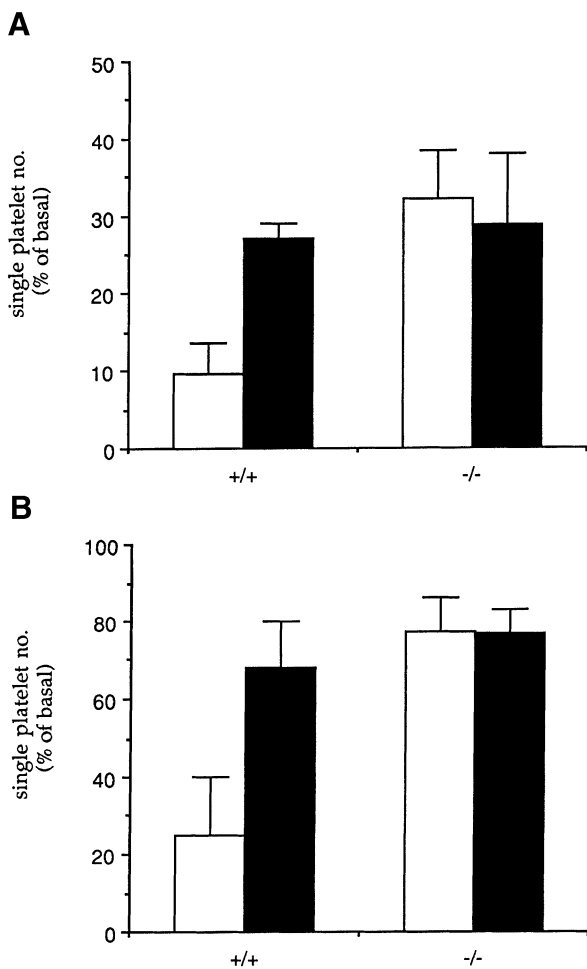 A
single platelet no.
(% of basal)
50
40
30
20
10
0
+/+
-/-
B
single platelet no.
(% of basal)
100
80
60
40
20
0
+/+
-/-